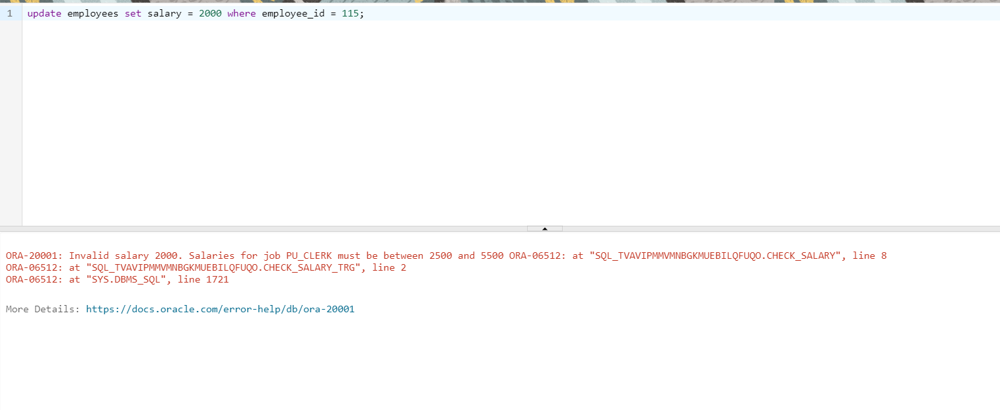 1 update employees set salary = 2000 where employee_id = 115;
ORA-20001: Invalid salary 2000. Salaries for job PU_CLERK must be between 2500 and 5500 ORA-06512: at "SQL_TVAVIPMMVMNBGKMUEBILQFUQO.CHECK_SALARY", line 8
ORA-06512: at "SQL_TVAVIPMMVMNBGKMUEBILQFUQO.CHECK_SALARY_TRG", line 2
ORA-06512: at "SYS.DBMS_SQL", line 1721
More Details: https://docs.oracle.com/error-help/db/ora-20001